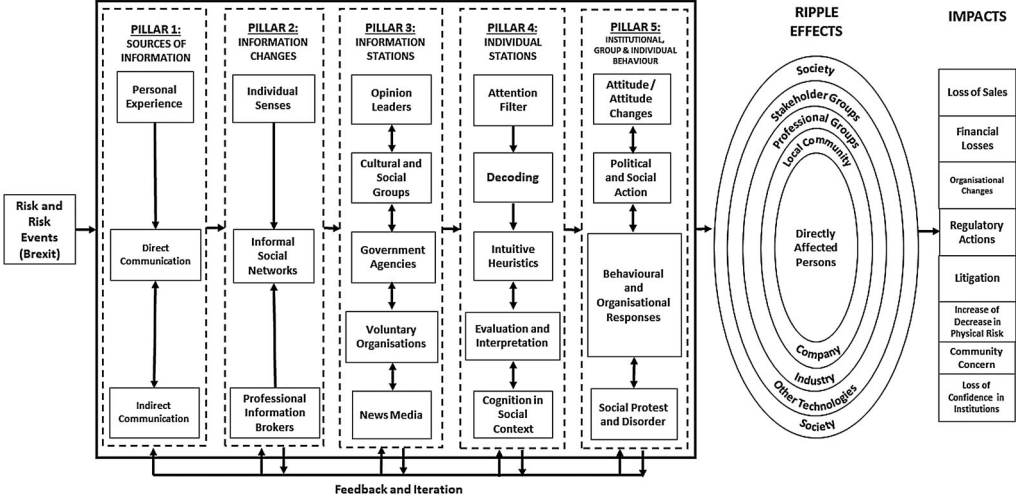 Risk and
Risk
Events
(Brexit)
PILLAR 1:
SOURCES OF
INFORMATION
Personal
Experience
Direct
Communication
Indirect
Communication
PILLAR 2:
INFORMATION
CHANGES
Individual
Senses
Informal
Social
Networks
Professional
Information
Brokers
PILLAR 3:
INFORMATION
STATIONS
Opinion
Leaders
Cultural and
Social
Groups
Government
Agencies
Voluntary
Organisations
News Media
PILLAR 4:
INDIVIDUAL
STATIONS
Attention
Filter
Decoding
Intuitive
Heuristics
Evaluation and
Interpretation
Cognition in
Social
Context
PILLAR 5:
INSTITUTIONAL,
GROUP & INDIVIDUAL
BEHAVIOUR
Attitude /
Attitude
Changes
Political
and Social
Action
Behavioural
and
Organisational
Responses
Social Protest
and Disorder
Feedback and Iteration
RIPPLE
EFFECTS
Society
Stakeholder Groups
Professional Groups
Local Community
Directly
Affected
Persons
Company
Industry
Other Technologies
Society
IMPACTS
Loss of Sales
Financial
Losses
Organisational
Changes
Regulatory
Actions
Litigation
Increase of
Decrease in
Physical Risk
Community
Concern
Loss of
Confidence in
Institutions